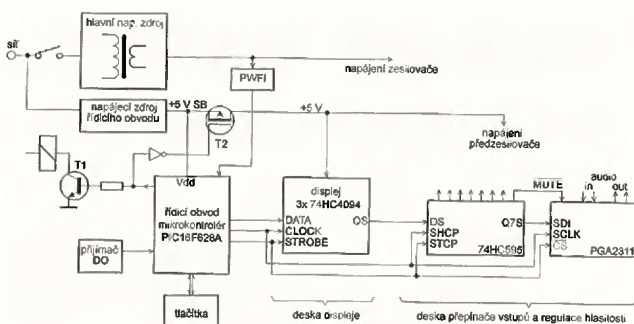 hlavní nap. zdroj
síť
napájení zesilovače
PWFI
napájecí zdroj
řídicího obvodu
+5 V SB
+5 V
T2
napájení
předzesilovače
T1
Vdd
řídicí obvod
mikrokontrolér
PIC16F628A
displej
3x 74HC4094
DATA
CLOCK
STROBE
QS
DS
SHCP
STCP
Q7S
74HC595
MUTE
audio
in out
SDI
SCLK
CS
PGA2311
přijímač
DO
tlačítka
deska displeje
deska přepínače vstupů a regulace hlasitosti